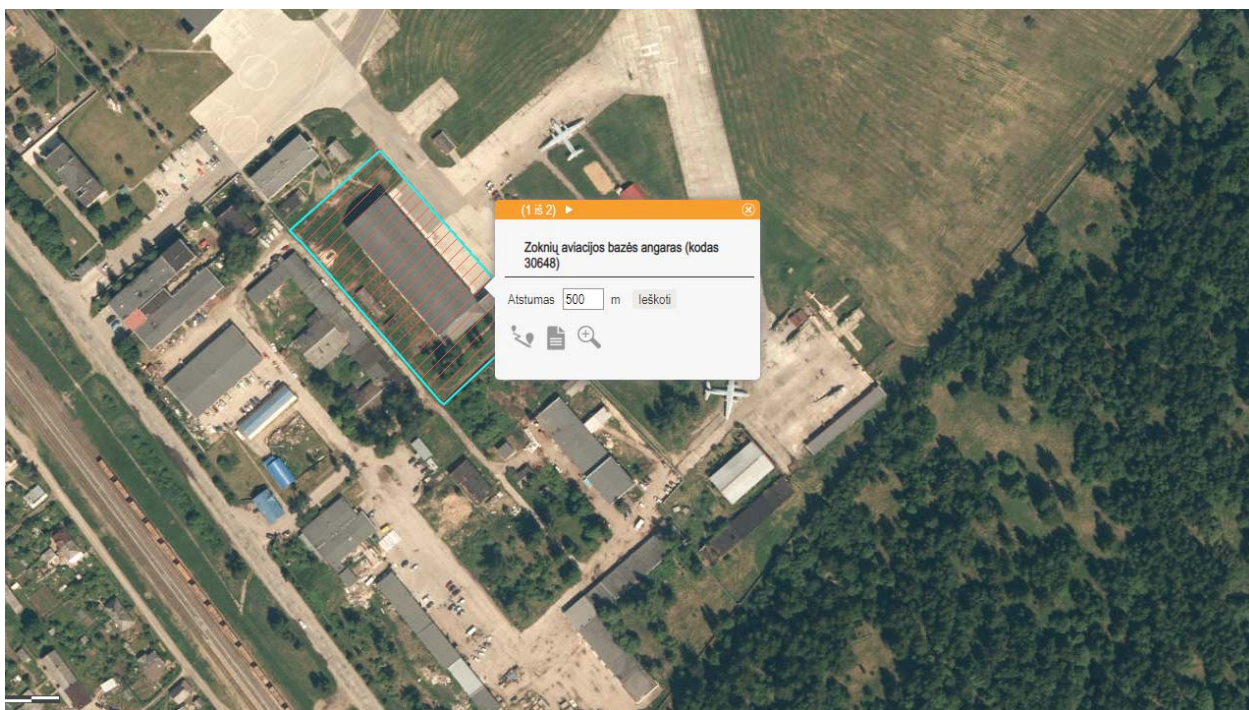 (1 iš 2)
Zoknių aviacijos bazės angaras (kodas
30648)
Atstumas 500 m Ieškoti
H